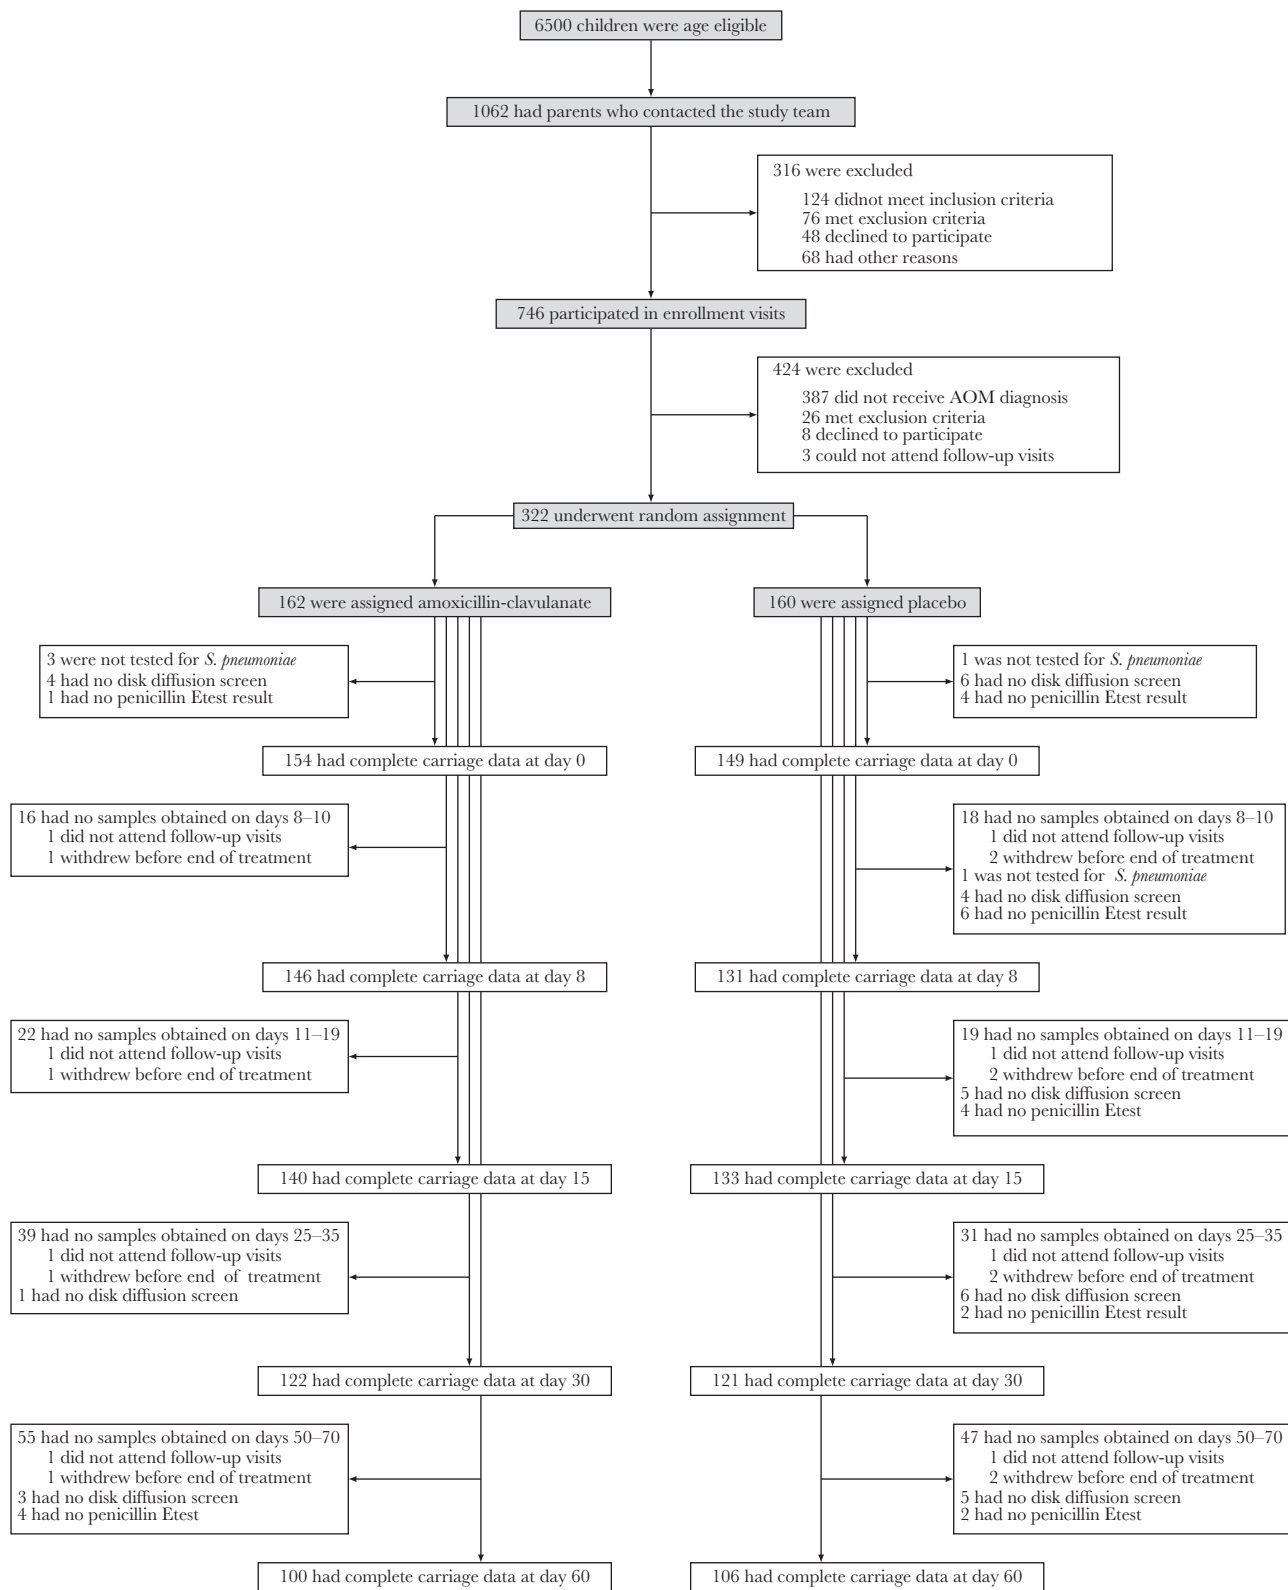 6500 children were age eligible
1062 had parents who contacted the study team
316 were excluded
124 didnot meet inclusion criteria
76 met exclusion criteria
48 declined to participate
68 had other reasons
746 participated in enrollment visits
424 were excluded
387 did not receive AOM diagnosis
26 met exclusion criteria
8 declined to participate
3 could not attend follow-up visits
322 underwent random assignment
162 were assigned amoxicillin-clavulanate
160 were assigned placebo
3 were not tested for S. pneumoniae
4 had no disk diffusion screen
1 had no penicillin Etest result
1 was not tested for S. pneumoniae
6 had no disk diffusion screen
4 had no penicillin Etest result
154 had complete carriage data at day 0
149 had complete carriage data at day 0
16 had no samples obtained on days 8–10
1 did not attend follow-up visits
1 withdrew before end of treatment
18 had no samples obtained on days 8–10
1 did not attend follow-up visits
2 withdrew before end of treatment
1 was not tested for S. pneumoniae
4 had no disk diffusion screen
6 had no penicillin Etest result
146 had complete carriage data at day 8
131 had complete carriage data at day 8
22 had no samples obtained on days 11–19
1 did not attend follow-up visits
1 withdrew before end of treatment
19 had no samples obtained on days 11–19
1 did not attend follow-up visits
2 withdrew before end of treatment
5 had no disk diffusion screen
4 had no penicillin Etest
140 had complete carriage data at day 15
133 had complete carriage data at day 15
39 had no samples obtained on days 25–35
1 did not attend follow-up visits
1 withdrew before end of treatment
1 had no disk diffusion screen
31 had no samples obtained on days 25–35
1 did not attend follow-up visits
2 withdrew before end of treatment
6 had no disk diffusion screen
2 had no penicillin Etest result
122 had complete carriage data at day 30
121 had complete carriage data at day 30
55 had no samples obtained on days 50–70
1 did not attend follow-up visits
1 withdrew before end of treatment
3 had no disk diffusion screen
4 had no penicillin Etest
47 had no samples obtained on days 50–70
1 did not attend follow-up visits
2 withdrew before end of treatment
5 had no disk diffusion screen
2 had no penicillin Etest
100 had complete carriage data at day 60
106 had complete carriage data at day 60